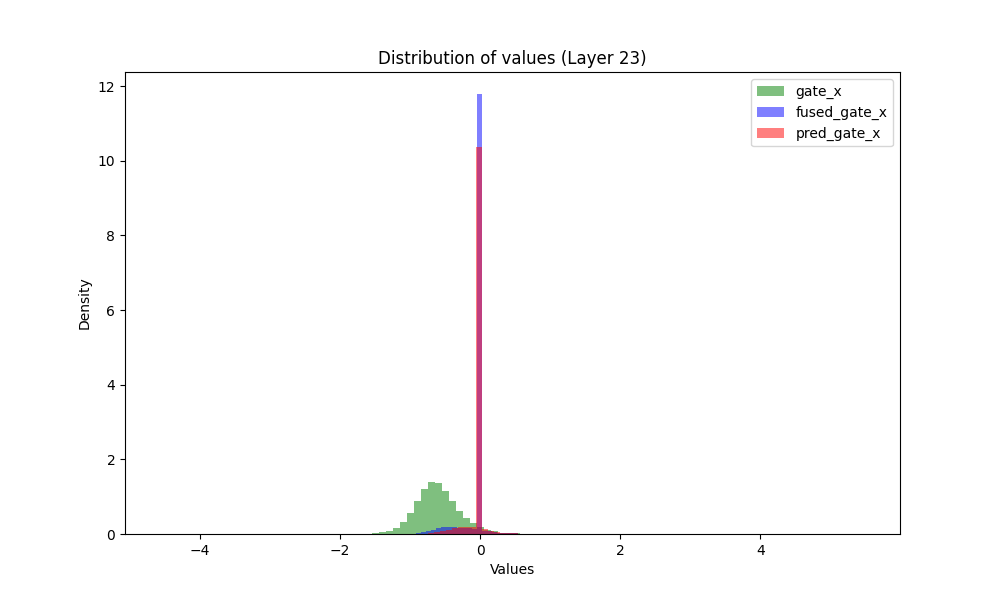 Distribution of values (Layer 23)
gate_x
fused_gate_x
pred_gate_x
Density
12
10
8
6
4
2
0
−4
−2
0
2
4
Values